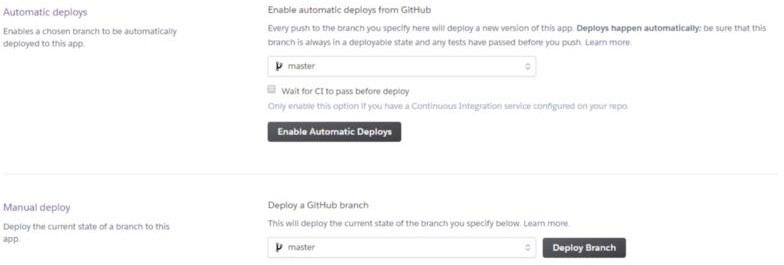 Automatic deploys
Enables a chosen branch to be automatically
deployed to this app.
Enable automatic deploys from GitHub
Every push to the branch you specify here will deploy a new version of this app. Deploys happen automatically: be sure that this
branch is always in a deployable state and any tests have passed before you push. Learn more.
master
Wait for CI to pass before deploy
Only enable this option if you have a Continuous Integration service configured on your repo.
Enable Automatic Deploys
Manual deploy
Deploy the current state of a branch to this
app.
Deploy a GitHub branch
This will deploy the current state of the branch you specify below. Learn more.
master
Deploy Branch